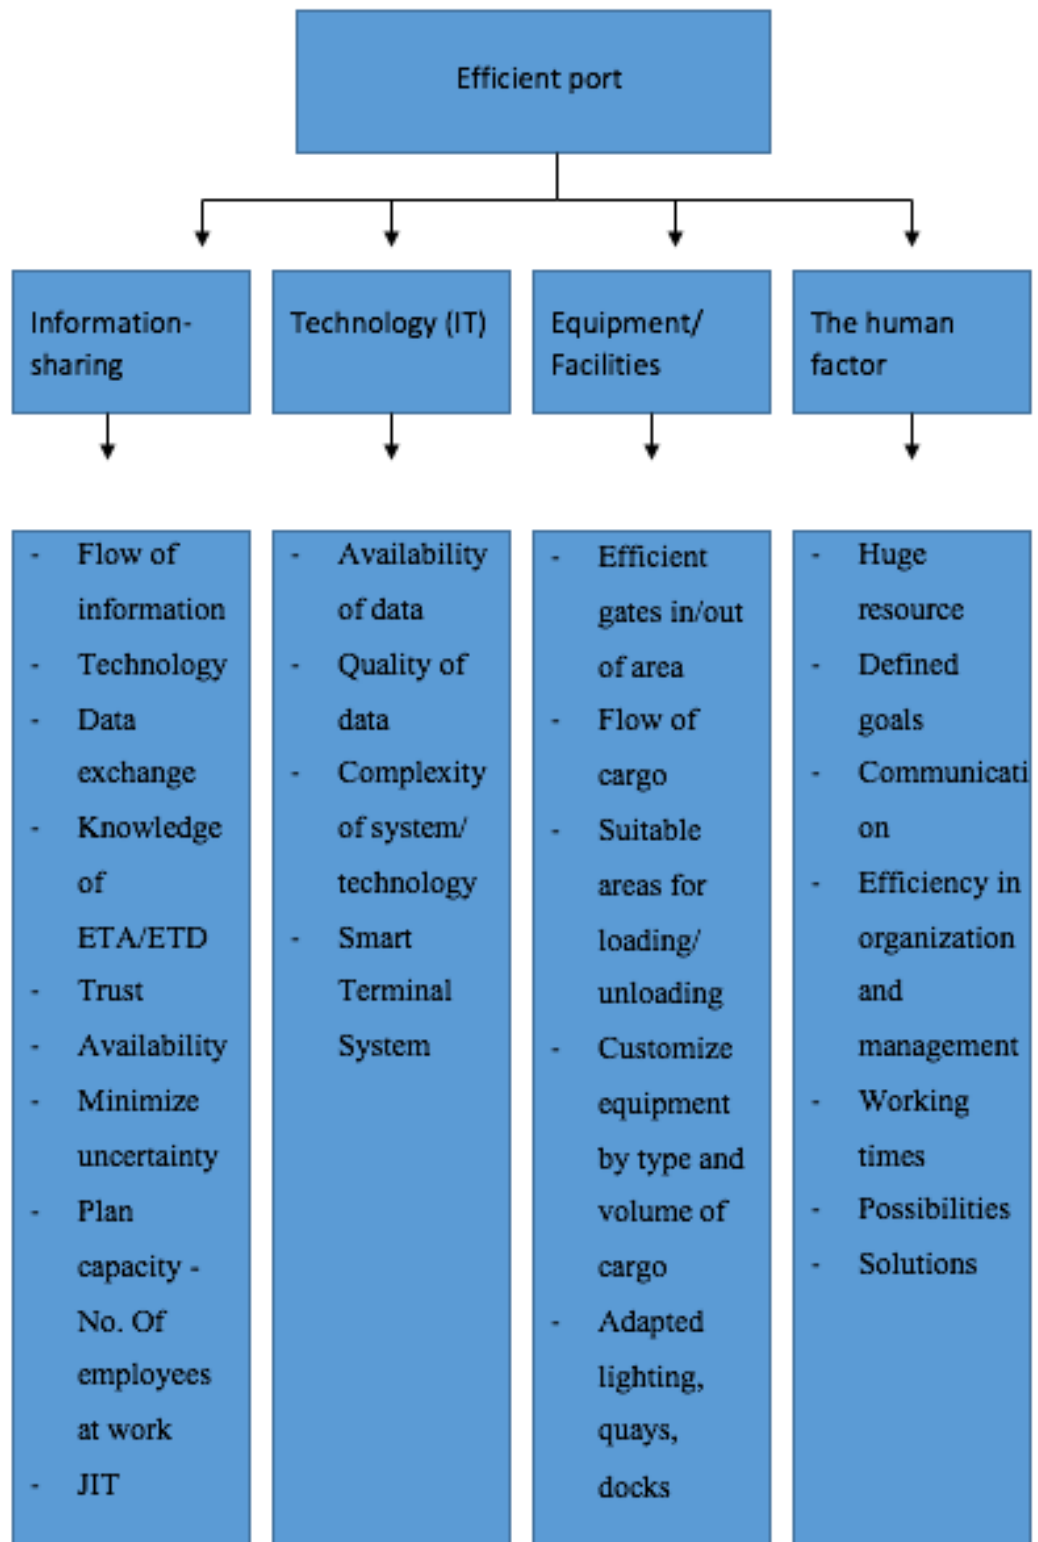 Efficient port
Information-
sharing
Technology (IT)
Equipment/
Facilities
The human
factor
- Flow of
information
- Technology
- Data
exchange
- Knowledge
of
ETA/ETD
- Trust
- Availability
- Minimize
uncertainty
- Plan
capacity -
No. Of
employees
at work
- JIT
- Availability
of data
- Quality of
data
- Complexity
of system/
technology
- Smart
Terminal
System
- Efficient
gates in/out
of area
- Flow of
cargo
- Suitable
areas for
loading/
unloading
- Customize
equipment
by type and
volume of
cargo
- Adapted
lighting,
quays,
docks
- Huge
resource
- Defined
goals
- Communicati
on
- Efficiency in
organization
and
management
- Working
times
- Possibilities
- Solutions